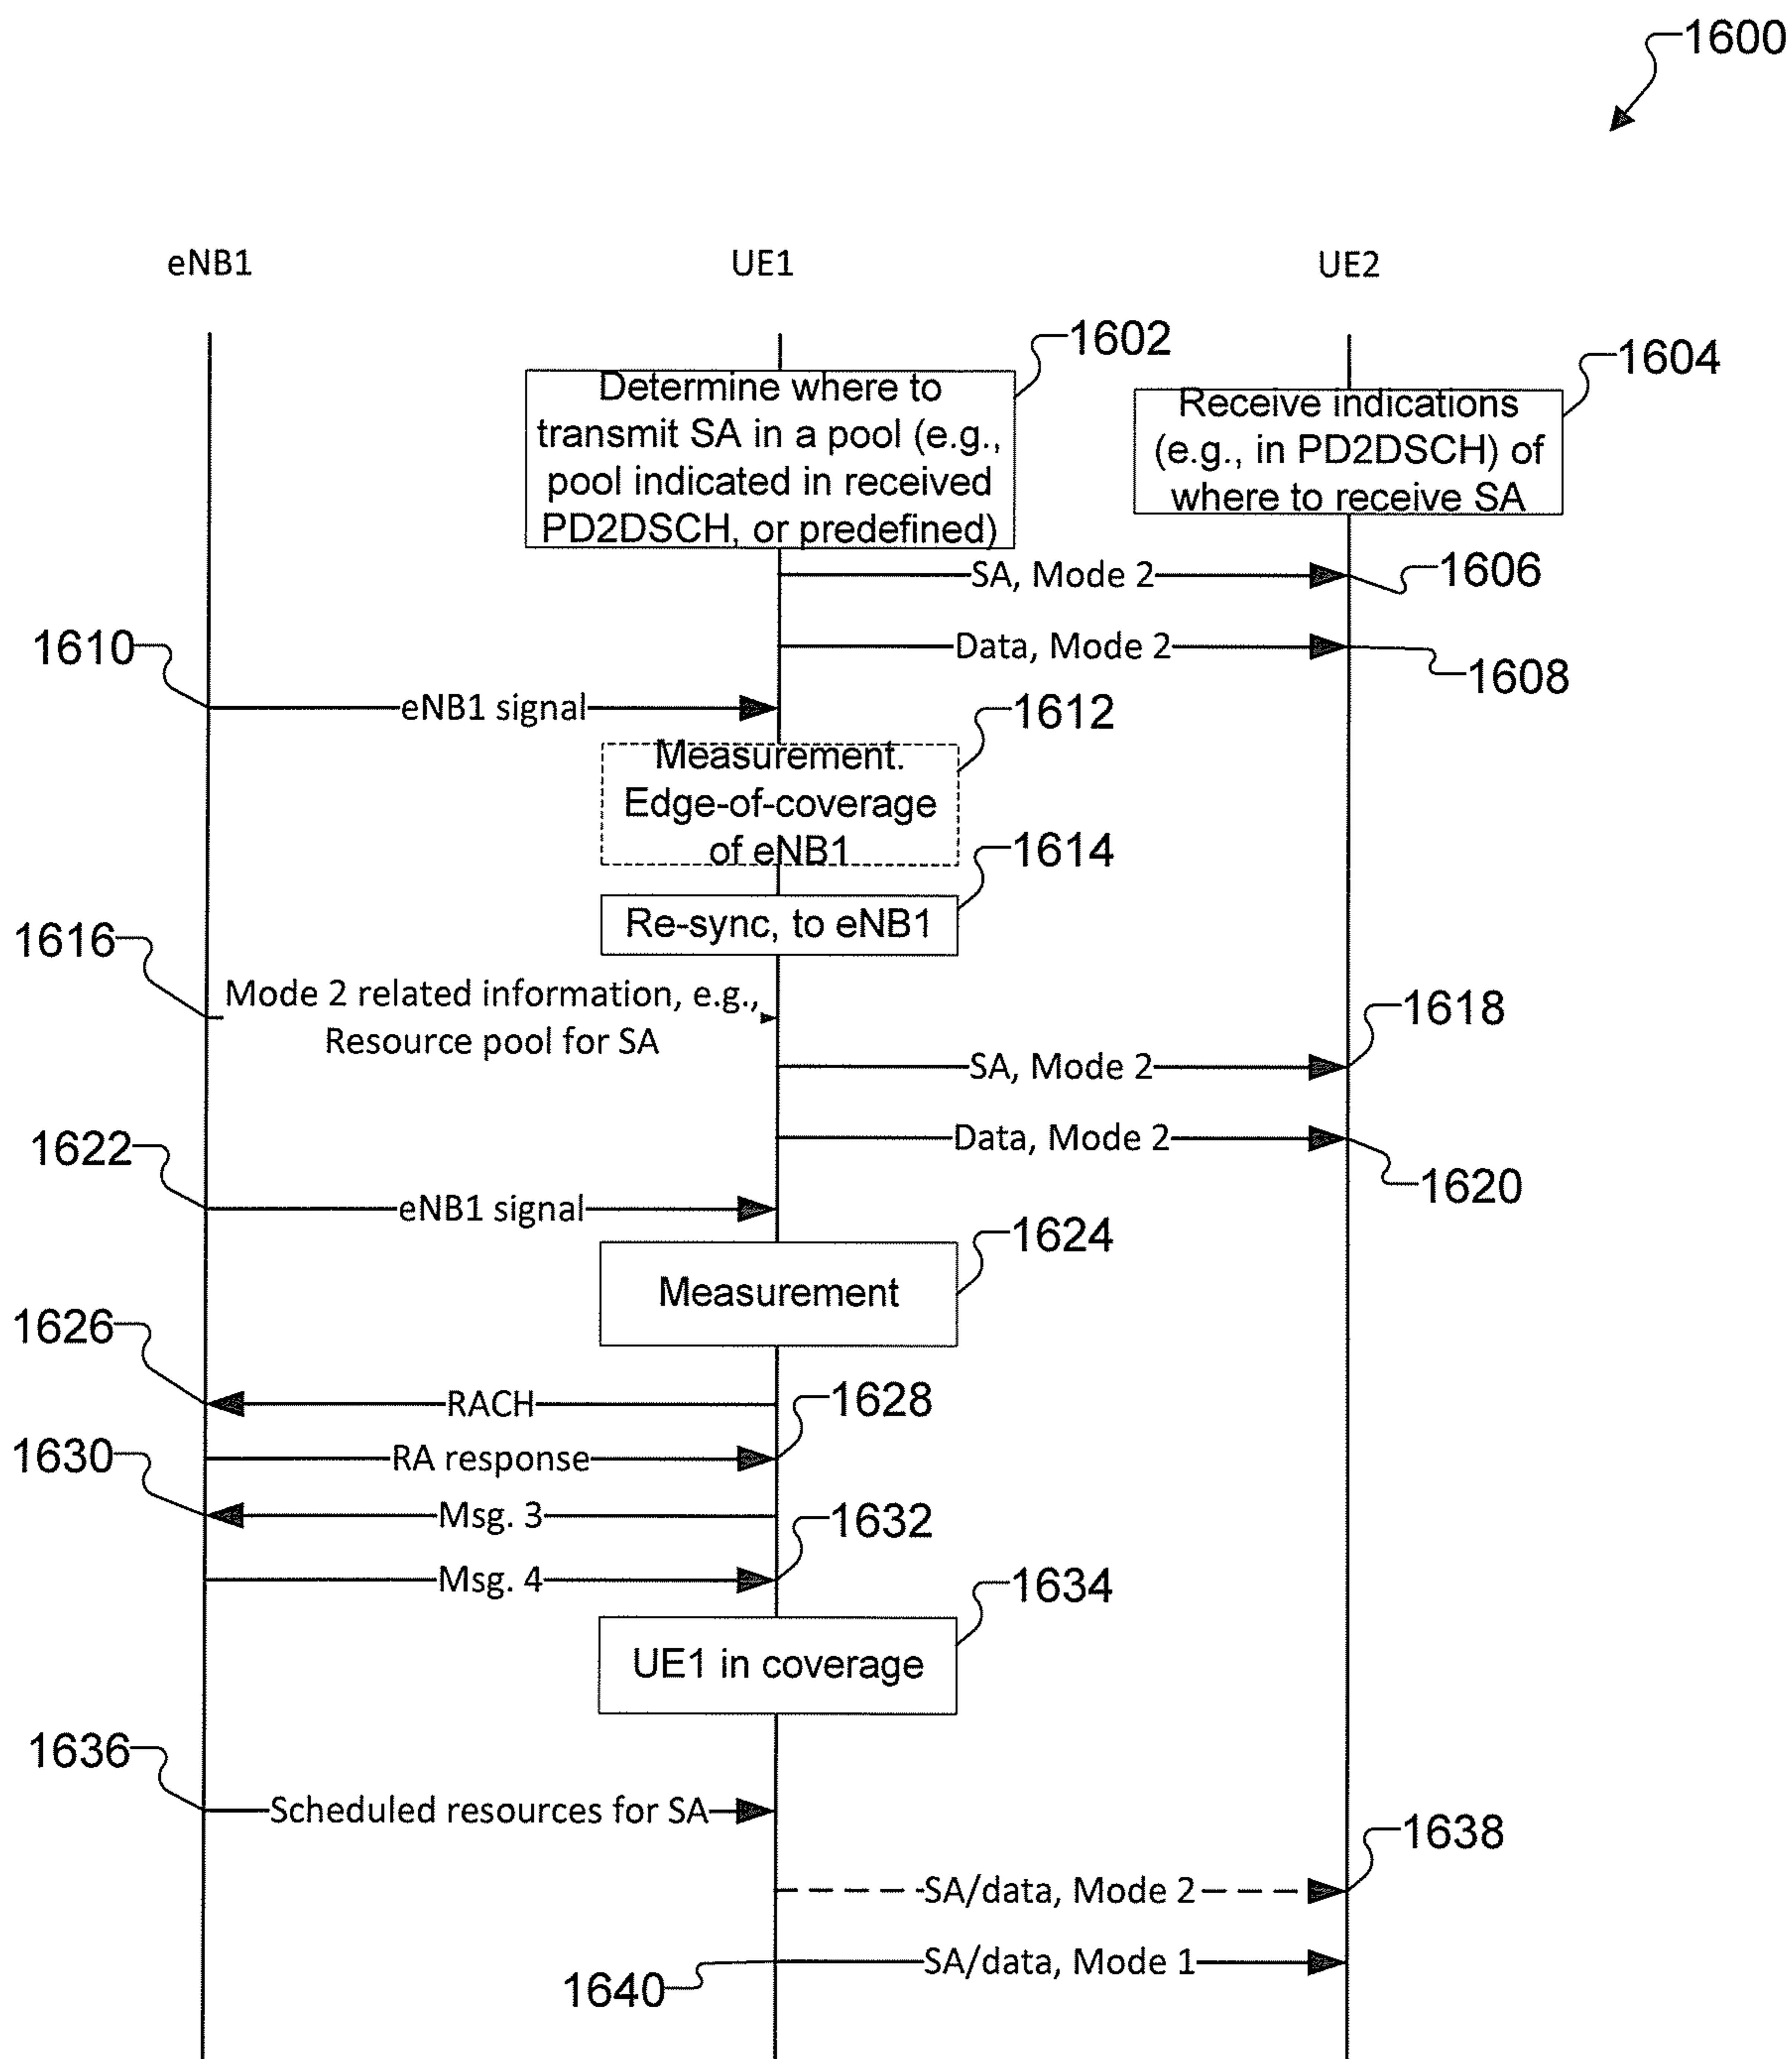 1600
eNB1
UE1
UE2
1602
1604
Determine where to
transmit SA in a pool (e.g.,
pool indicated in received
PD2DSCH, or predefined)
Receive indications
(e.g., in PD2DSCH) of
where to receive SA
SA, Mode 2
1606
1610
Data, Mode 2
1608
eNB1 signal
1612
Measurement.
Edge-of-coverage
of eNB1
1614
Re-sync, to eNB1
1616
Mode 2 related information, e.g.,
Resource pool for SA
1618
SA, Mode 2
1622
Data, Mode 2
1620
eNB1 signal
1624
Measurement
1626
RACH
1628
1630
RA response
Msg. 3
1632
Msg. 4
1634
UE1 in coverage
1636
Scheduled resources for SA
1638
SA/data, Mode 2
SA/data, Mode 1
1640